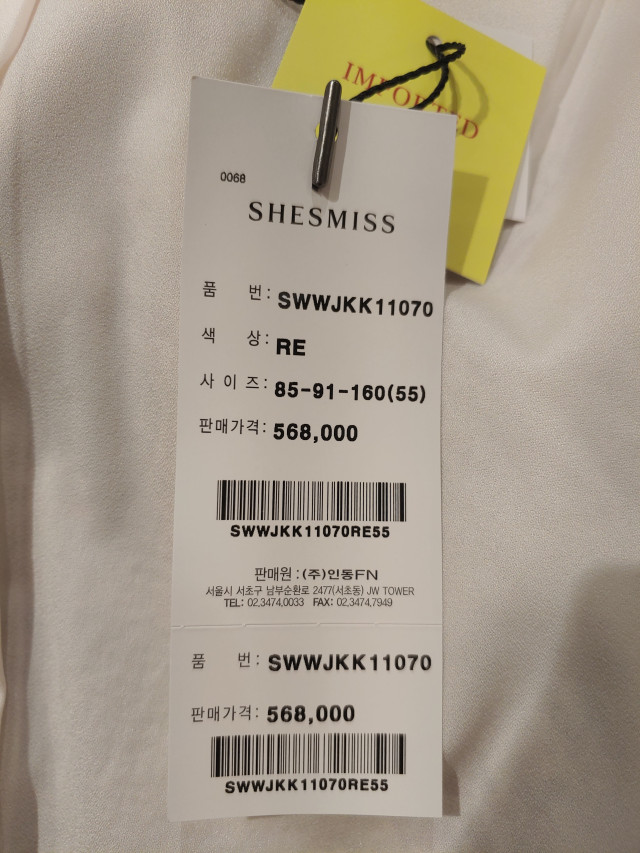 IMPORTED
0068
SHESMISS
품 번: SWWJKK11070
색 상: RE
사 이 즈: 85-91-160(55)
판매가격: 568,000
SWWJKK11070RE55
판매원 : (주)인동FN
서울시 서초구 남부순환로 2477(서초동) JW TOWER
TEL: 02.3474.0033 FAX: 02.3474.7949
품 번: SWWJKK11070
판매가격: 568,000
SWWJKK11070RE55